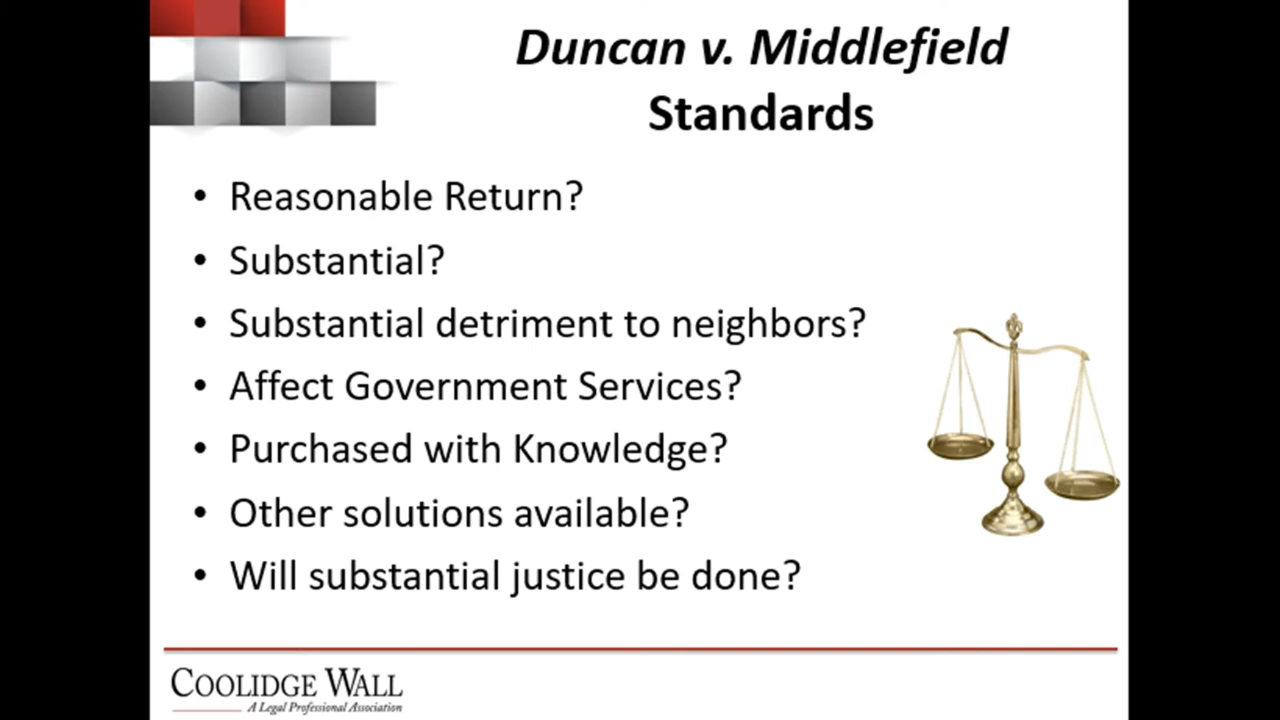 Duncan v. Middlefield
Standards
• Reasonable Return?
• Substantial?
• Substantial detriment to neighbors?
• Affect Government Services?
• Purchased with Knowledge?
• Other solutions available?
• Will substantial justice be done?
COOLIDGE WALL
A Legal Professional Association